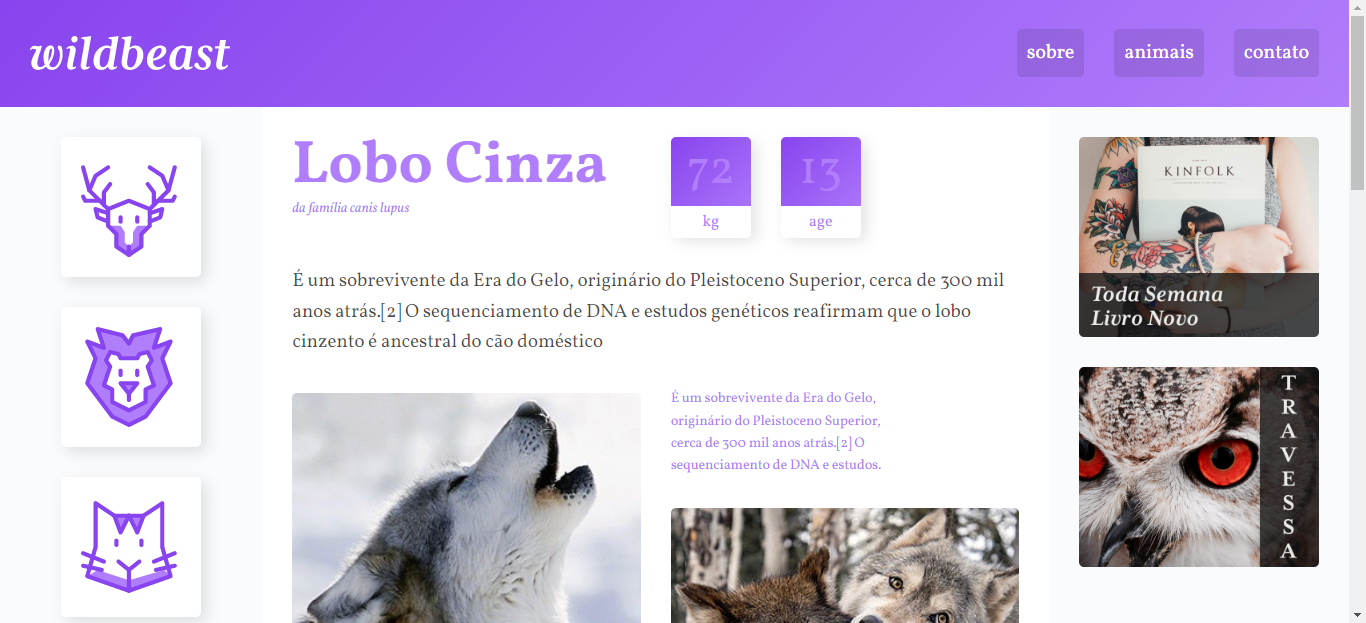 wildbeast
sobre
animais
contato
Lobo Cinza
da família canis lupus
72
kg
13
age
É um sobrevivente da Era do Gelo, originário do Pleistoceno Superior, cerca de 300 mil
anos atrás.[2] O sequenciamento de DNA e estudos genéticos reafirmam que o lobo
cinzento é ancestral do cão doméstico
É um sobrevivente da Era do Gelo,
originário do Pleistoceno Superior,
cerca de 300 mil anos atrás.[2] O
sequenciamento de DNA e estudos.
KINFOLK
Toda Semana
Livro Novo
TRAVESSA